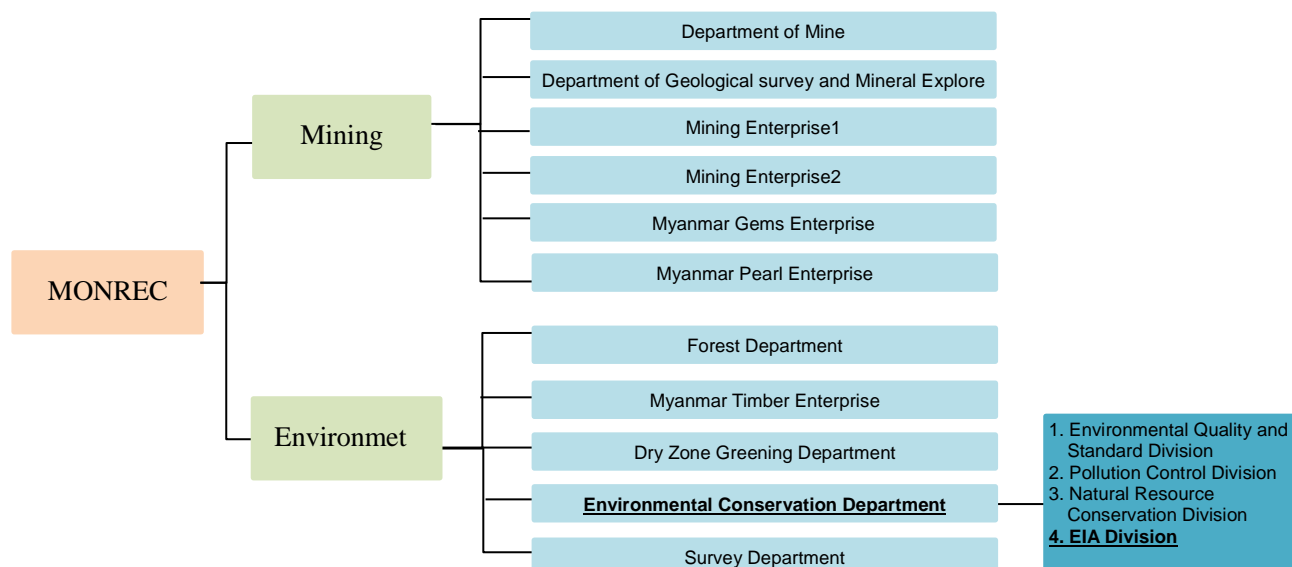 MONREC
Mining
Department of Mine
Department of Geological survey and Mineral Explore
Mining Enterprise1
Mining Enterprise2
Myanmar Gems Enterprise
Myanmar Pearl Enterprise
Environmet
Forest Department
Myanmar Timber Enterprise
Dry Zone Greening Department
Environmental Conservation Department
Survey Department
1. Environmental Quality and
Standard Division
2. Pollution Control Division
3. Natural Resource
Conservation Division
4. EIA Division